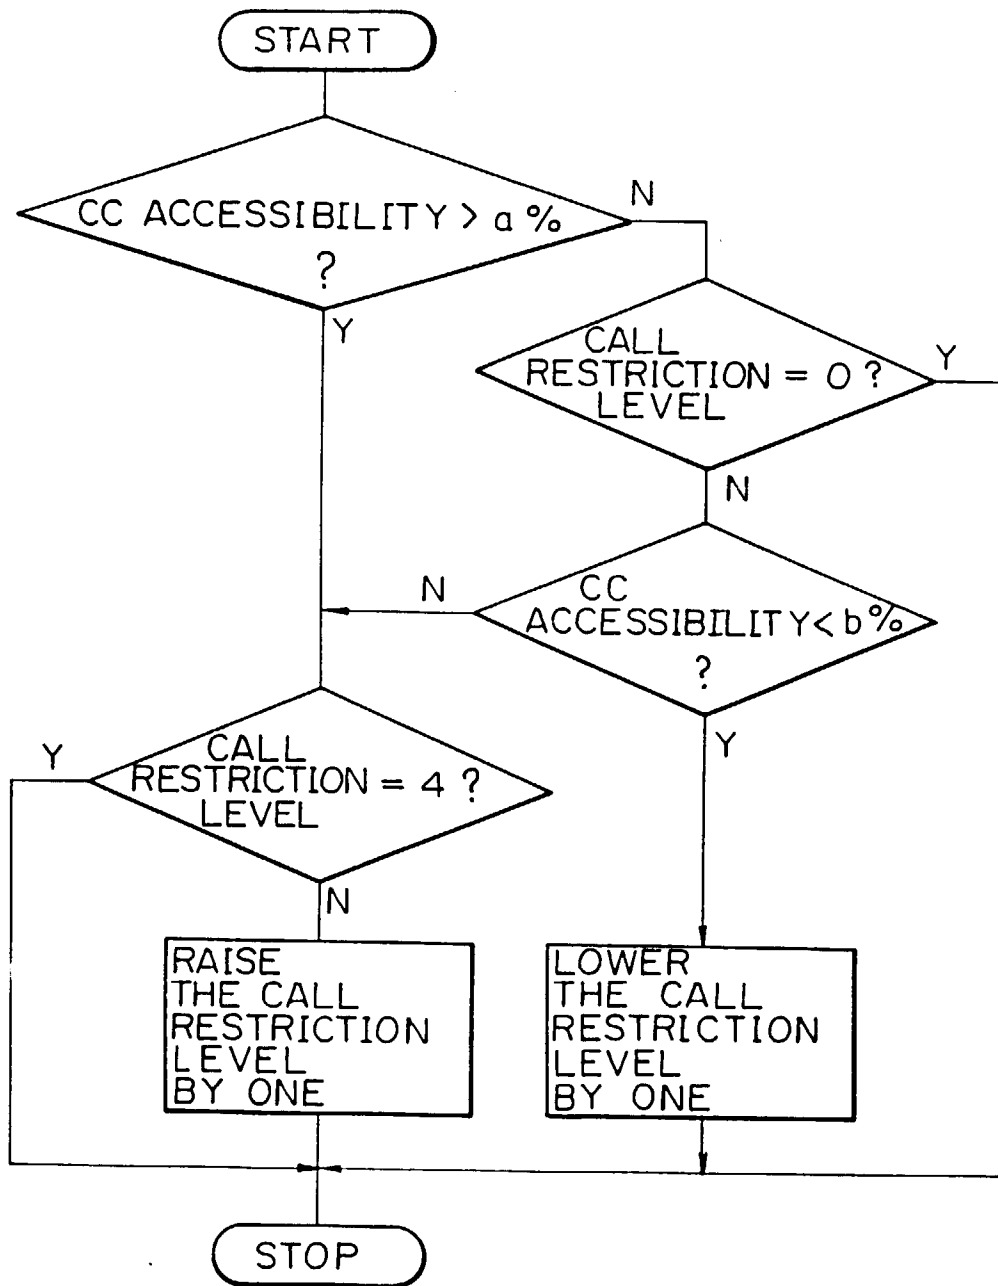 START
CC ACCESSIBILITY > a %
?
N
Y
CALL
RESTRICTION = 0 ?
LEVEL
Y
N
CC
ACCESSIBILITY < b %
?
N
Y
CALL
RESTRICTION = 4 ?
LEVEL
Y
N
RAISE
THE CALL
RESTRICTION
LEVEL
BY ONE
LOWER
THE CALL
RESTRICTION
LEVEL
BY ONE
STOP